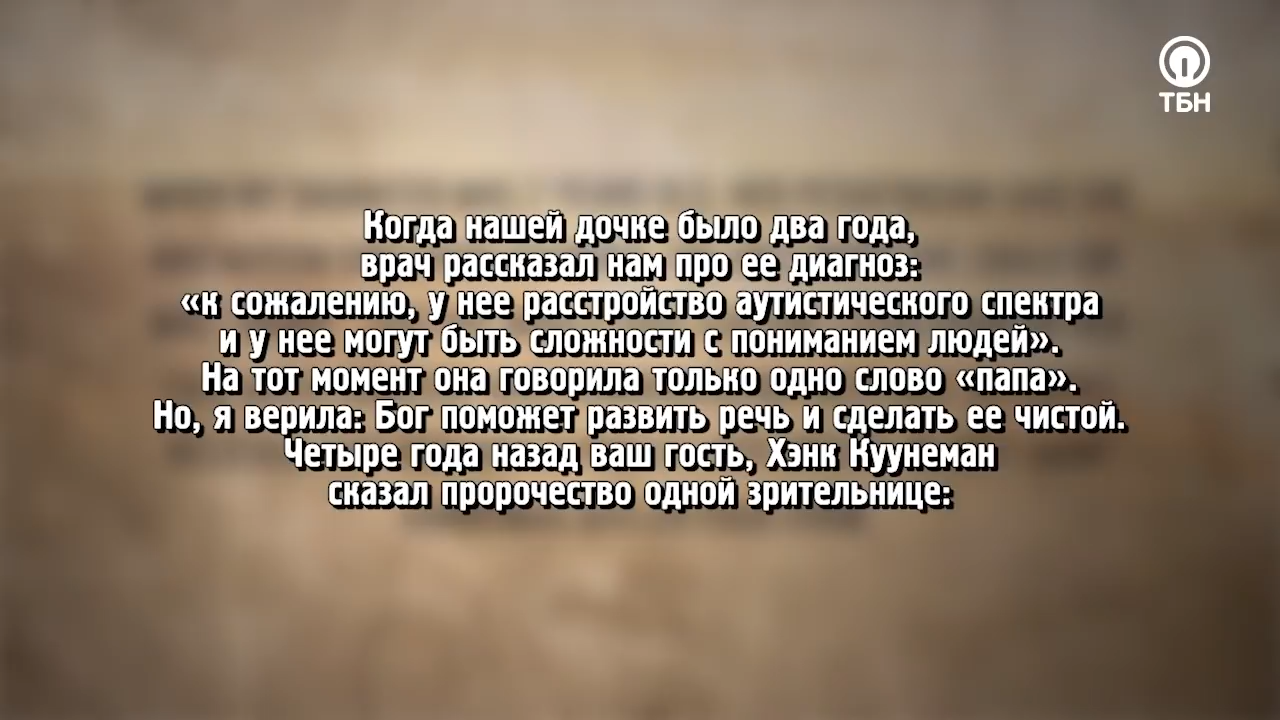 ТБН
Когда нашей дочке было два года,
врач рассказал нам про ее диагноз:
«к сожалению, у нее расстройство аутистического спектра
и у нее могут быть сложности с пониманием людей».
На тот момент она говорила только одно слово «папа».
Но, я верила: Бог поможет развить речь и сделать ее чистой.
Четыре года назад ваш гость, Хэнк Куунеман
сказал пророчество одной зрительнице: